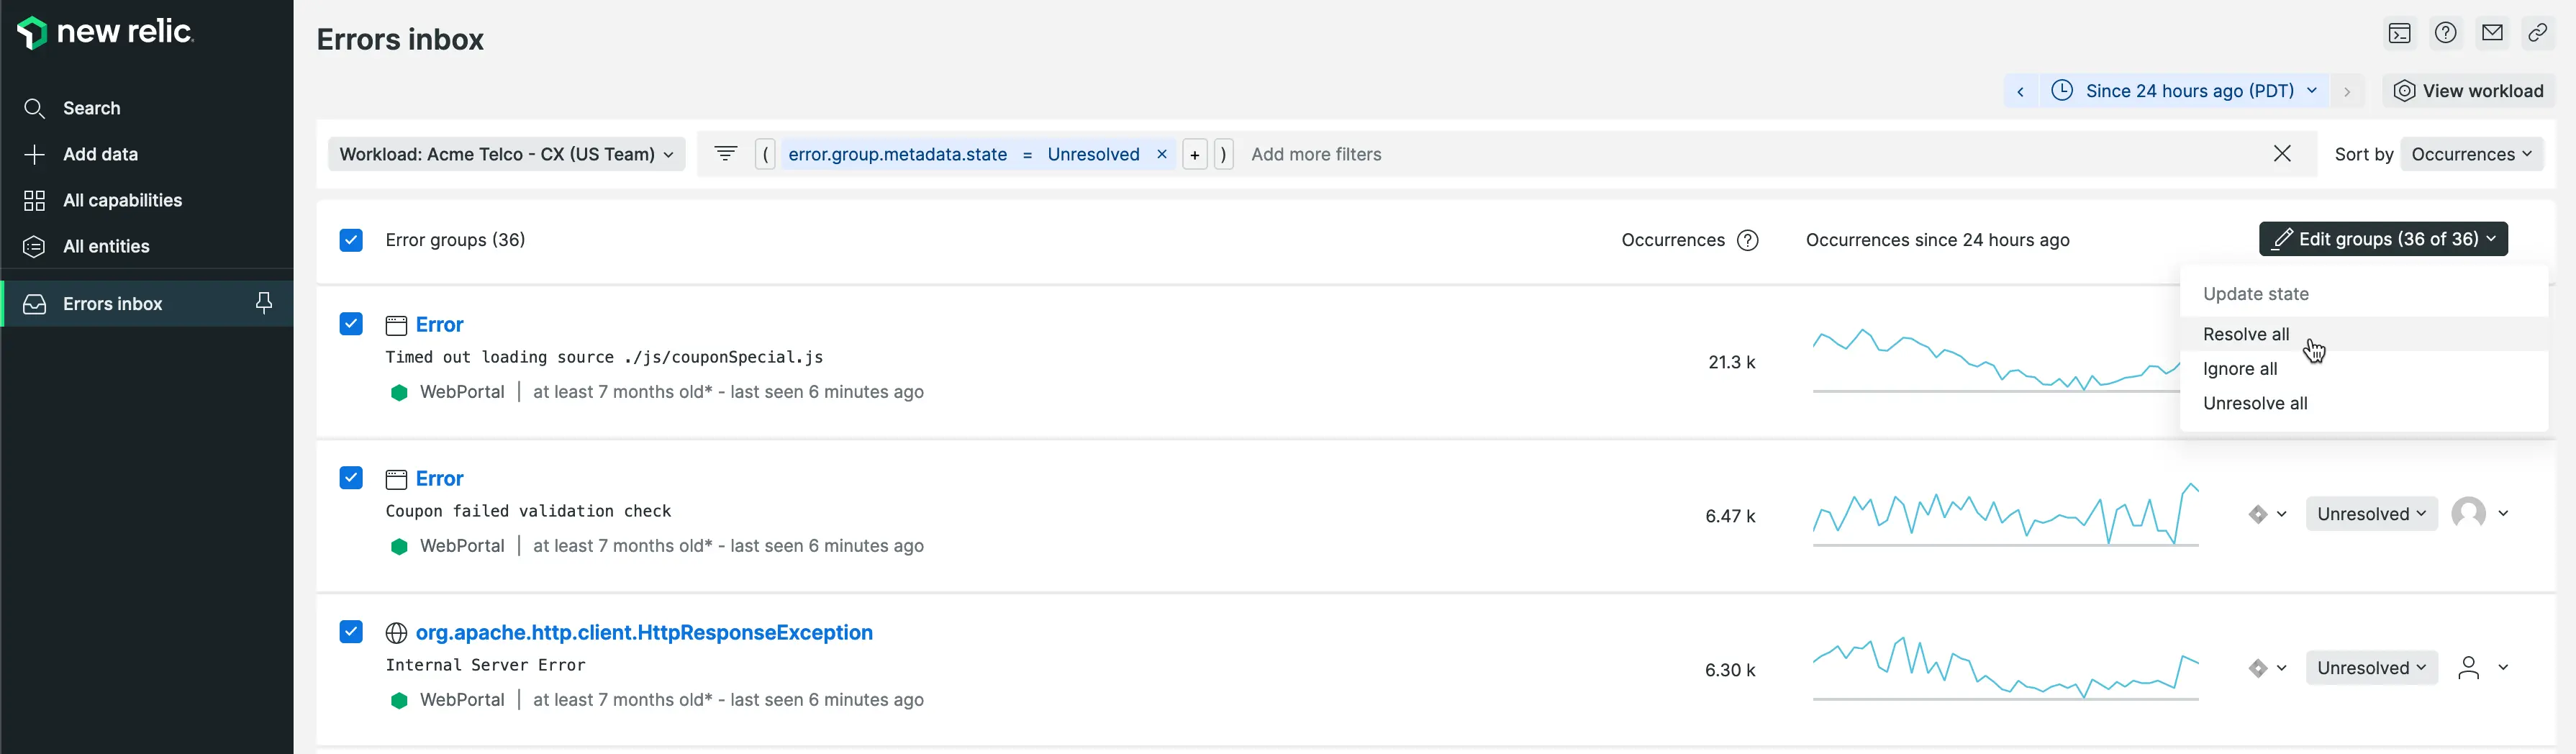 new relic.
Search
Add data
All capabilities
All entities
Errors inbox
Errors inbox
Since 24 hours ago (PDT)
View workload
Workload: Acme Telco - CX (US Team)
( error.group.metadata.state = Unresolved × + ) Add more filters
Sort by Occurrences
Error groups (36)
Occurrences ?
Occurrences since 24 hours ago
Edit groups (36 of 36)
Update state
Resolve all
Ignore all
Unresolve all
Error
Timed out loading source ./js/couponSpecial.js
WebPortal | at least 7 months old* - last seen 6 minutes ago
21.3 k
Error
Coupon failed validation check
WebPortal | at least 7 months old* - last seen 6 minutes ago
6.47 k
Unresolved
org.apache.http.client.HttpResponseException
Internal Server Error
WebPortal | at least 7 months old* - last seen 6 minutes ago
6.30 k
Unresolved